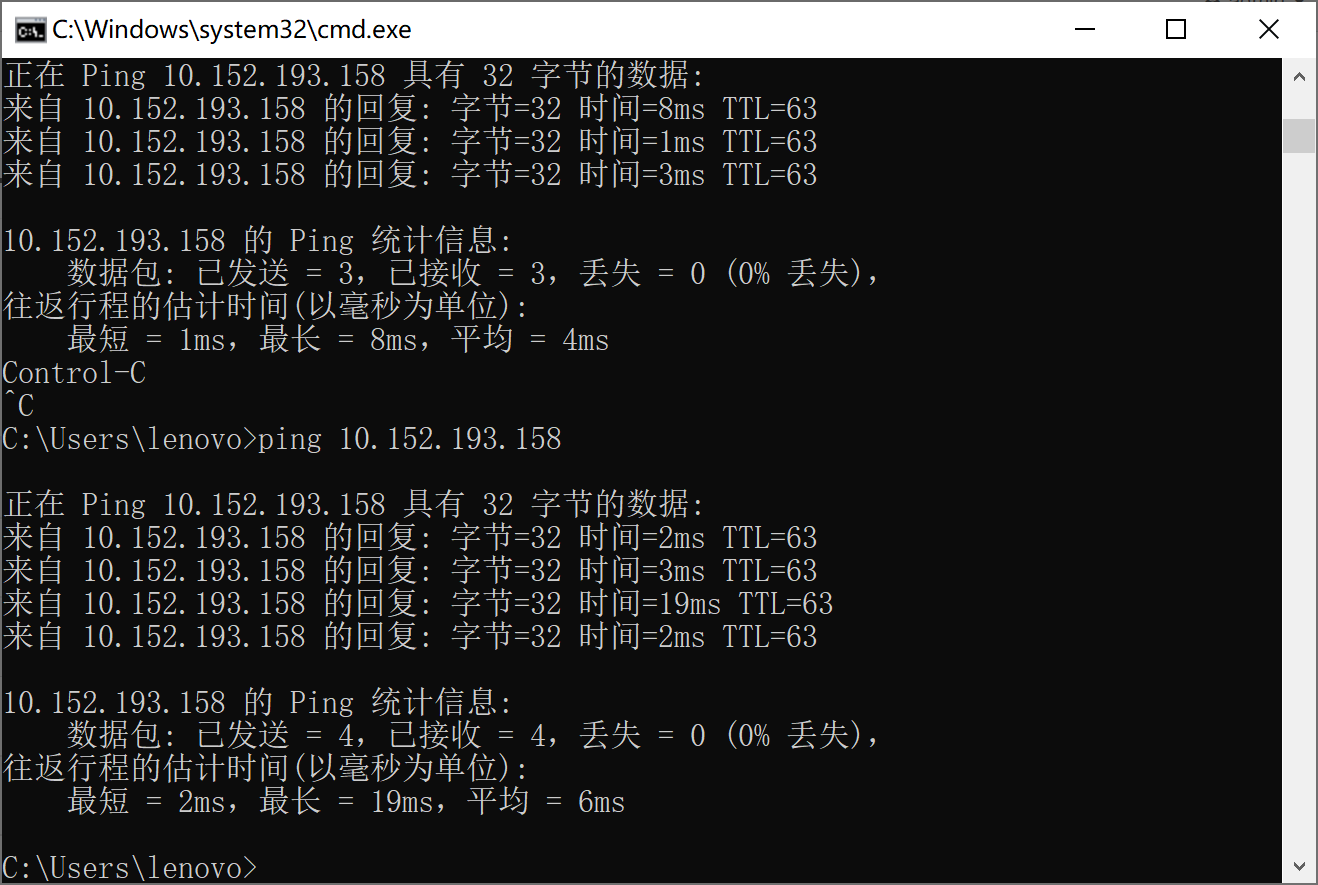 C:\Windows\system32\cmd.exe
正在 Ping 10.152.193.158 具有 32 字节的数据:
来自 10.152.193.158 的回复: 字节=32 时间=8ms TTL=63
来自 10.152.193.158 的回复: 字节=32 时间=1ms TTL=63
来自 10.152.193.158 的回复: 字节=32 时间=3ms TTL=63
10.152.193.158 的 Ping 统计信息:
    数据包: 已发送 = 3，已接收 = 3，丢失 = 0 (0% 丢失)，
往返行程的估计时间(以毫秒为单位):
    最短 = 1ms，最长 = 8ms，平均 = 4ms
Control-C
^C
C:\Users\lenovo>ping 10.152.193.158
正在 Ping 10.152.193.158 具有 32 字节的数据:
来自 10.152.193.158 的回复: 字节=32 时间=2ms TTL=63
来自 10.152.193.158 的回复: 字节=32 时间=3ms TTL=63
来自 10.152.193.158 的回复: 字节=32 时间=19ms TTL=63
来自 10.152.193.158 的回复: 字节=32 时间=2ms TTL=63
10.152.193.158 的 Ping 统计信息:
    数据包: 已发送 = 4，已接收 = 4，丢失 = 0 (0% 丢失)，
往返行程的估计时间(以毫秒为单位):
    最短 = 2ms，最长 = 19ms，平均 = 6ms
C:\Users\lenovo>